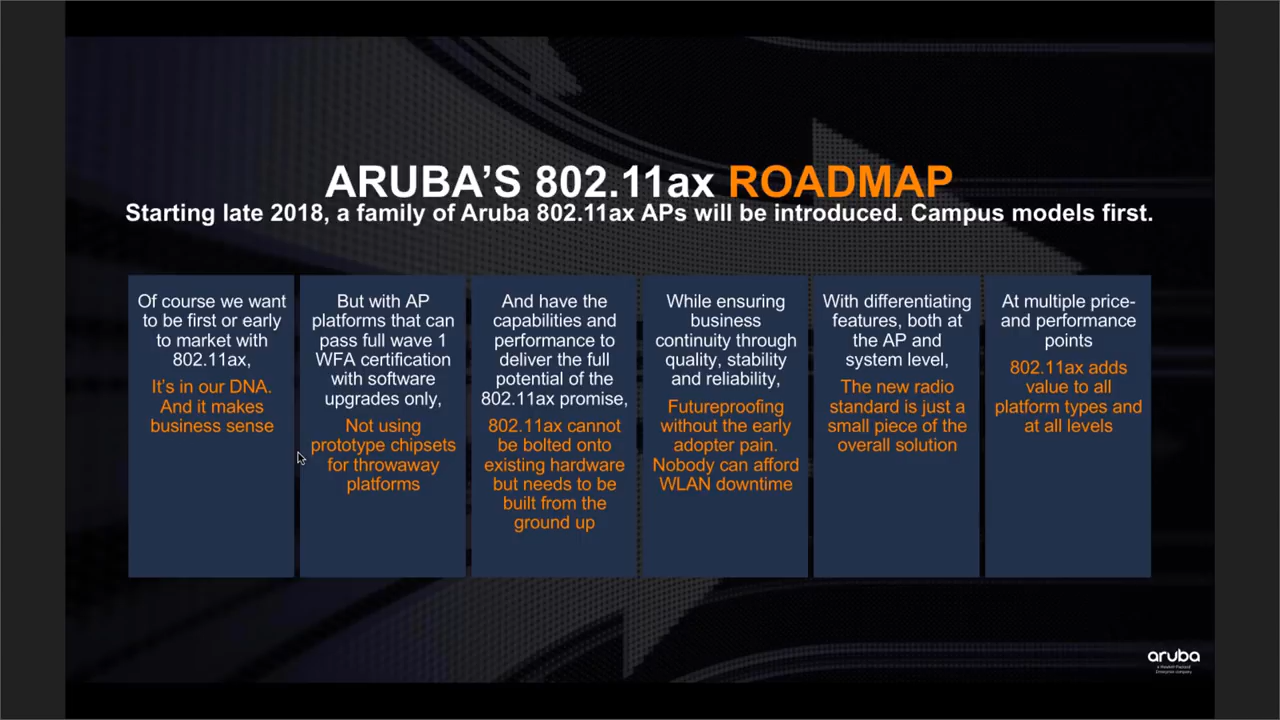 ARUBA'S 802.11ax ROADMAP
Starting late 2018, a family of Aruba 802.11ax APs will be introduced. Campus models first.
Of course we want
to be first or early
to market with
802.11ax,
It's in our DNA.
And it makes
business sense
But with AP
platforms that can
pass full wave 1
WFA certification
with software
upgrades only,
Not using
prototype chipsets
for throwaway
platforms
And have the
capabilities and
performance to
deliver the full
potential of the
802.11ax promise,
802.11ax cannot
be bolted onto
existing hardware
but needs to be
built from the
ground up
While ensuring
business
continuity through
quality, stability
and reliability,
Futureproofing
without the early
adopter pain.
Nobody can afford
WLAN downtime
With differentiating
features, both at
the AP and
system level,
The new radio
standard is just a
small piece of the
overall solution
At multiple price-
and performance
points
802.11ax adds
value to all
platform types and
at all levels
aruba
a Hewlett Packard
Enterprise company